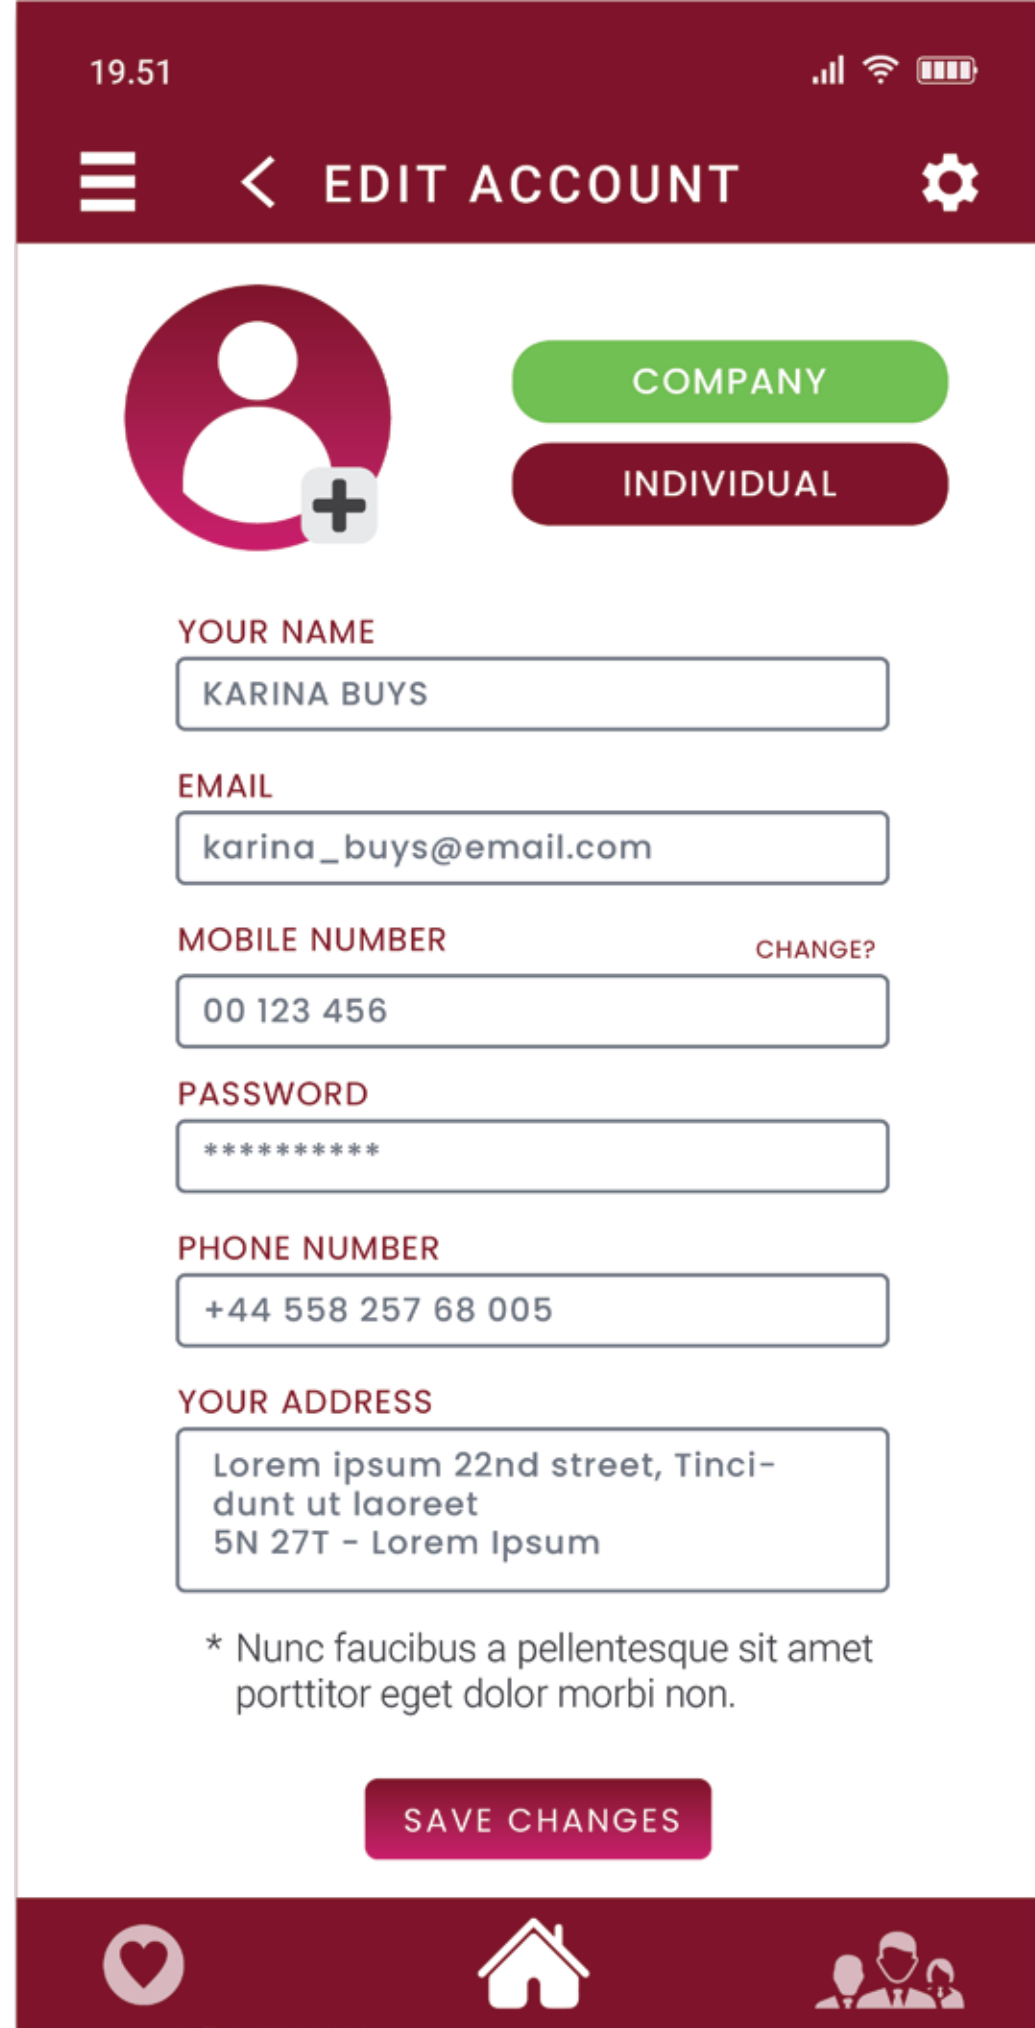 19.51
EDIT ACCOUNT
COMPANY
INDIVIDUAL
YOUR NAME
KARINA BUYS
EMAIL
karina_buys@email.com
MOBILE NUMBER
CHANGE?
00 123 456
PASSWORD
**********
PHONE NUMBER
+44 558 257 68 005
YOUR ADDRESS
Lorem ipsum 22nd street, Tinci-
dunt ut laoreet
5N 27T - Lorem Ipsum
* Nunc faucibus a pellentesque sit amet
porttitor eget dolor morbi non.
SAVE CHANGES